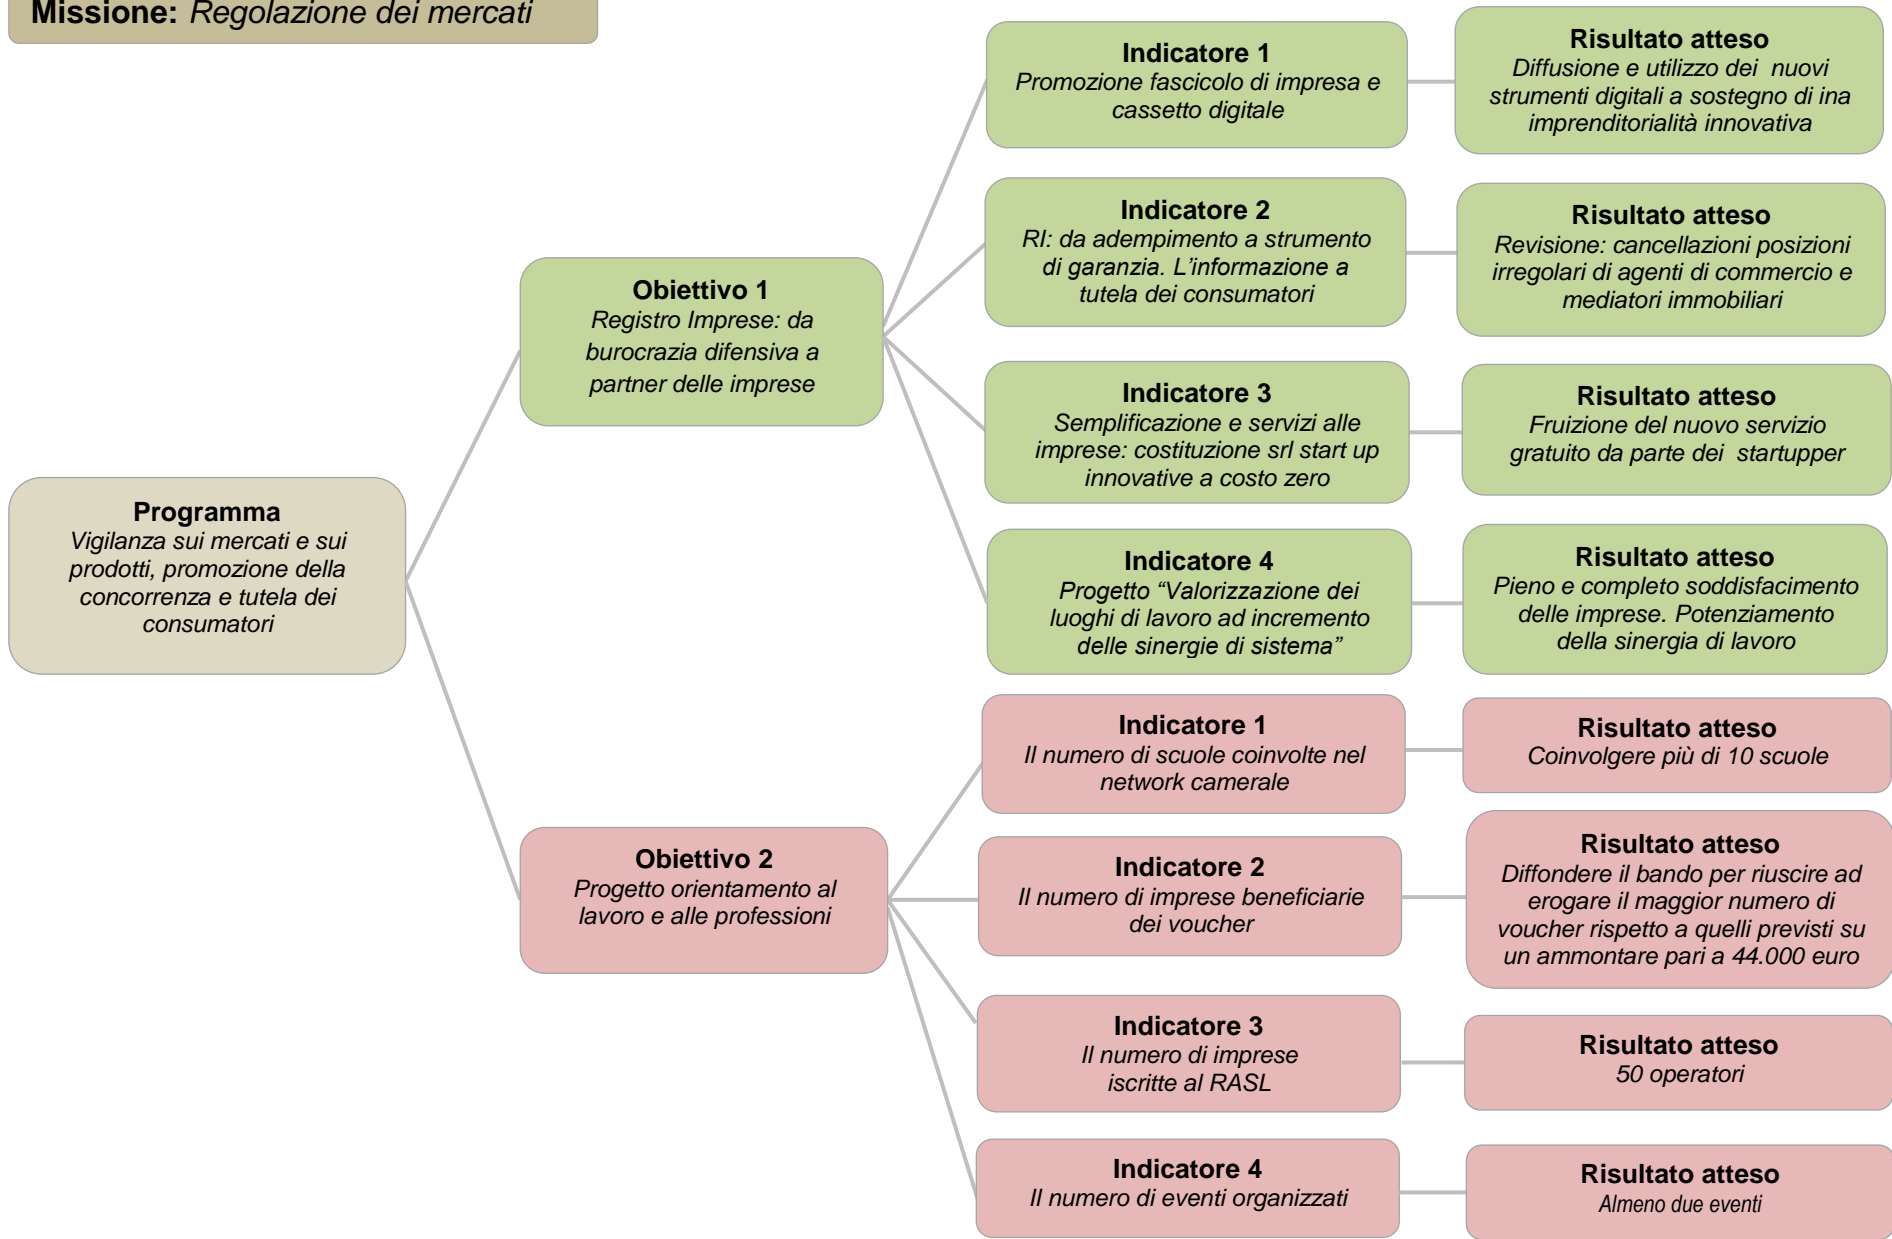 Missione: Regolazione dei mercati
Programma
Vigilanza sui mercati e sui
prodotti, promozione della
concorrenza e tutela dei
consumatori
Obiettivo 1
Registro Imprese: da
burocrazia difensiva a
partner delle imprese
Indicatore 1
Promozione fascicolo di impresa e
cassetto digitale
Risultato atteso
Diffusione e utilizzo dei nuovi
strumenti digitali a sostegno di ina
imprenditorialità innovativa
Indicatore 2
RI: da adempimento a strumento
di garanzia. L'informazione a
tutela dei consumatori
Risultato atteso
Revisione: cancellazioni posizioni
irregolari di agenti di commercio e
mediatori immobiliari
Indicatore 3
Semplificazione e servizi alle
imprese: costituzione srl start up
innovative a costo zero
Risultato atteso
Fruizione del nuovo servizio
gratuito da parte dei startupper
Indicatore 4
Progetto “Valorizzazione dei
luoghi di lavoro ad incremento
delle sinergie di sistema”
Risultato atteso
Pieno e completo soddisfacimento
delle imprese. Potenziamento
della sinergia di lavoro
Obiettivo 2
Progetto orientamento al
lavoro e alle professioni
Indicatore 1
Il numero di scuole coinvolte nel
network camerale
Risultato atteso
Coinvolgere più di 10 scuole
Indicatore 2
Il numero di imprese beneficiarie
dei voucher
Risultato atteso
Diffondere il bando per riuscire ad
erogare il maggior numero di
voucher rispetto a quelli previsti su
un ammontare pari a 44.000 euro
Indicatore 3
Il numero di imprese
iscritte al RASL
Risultato atteso
50 operatori
Indicatore 4
Il numero di eventi organizzati
Risultato atteso
Almeno due eventi